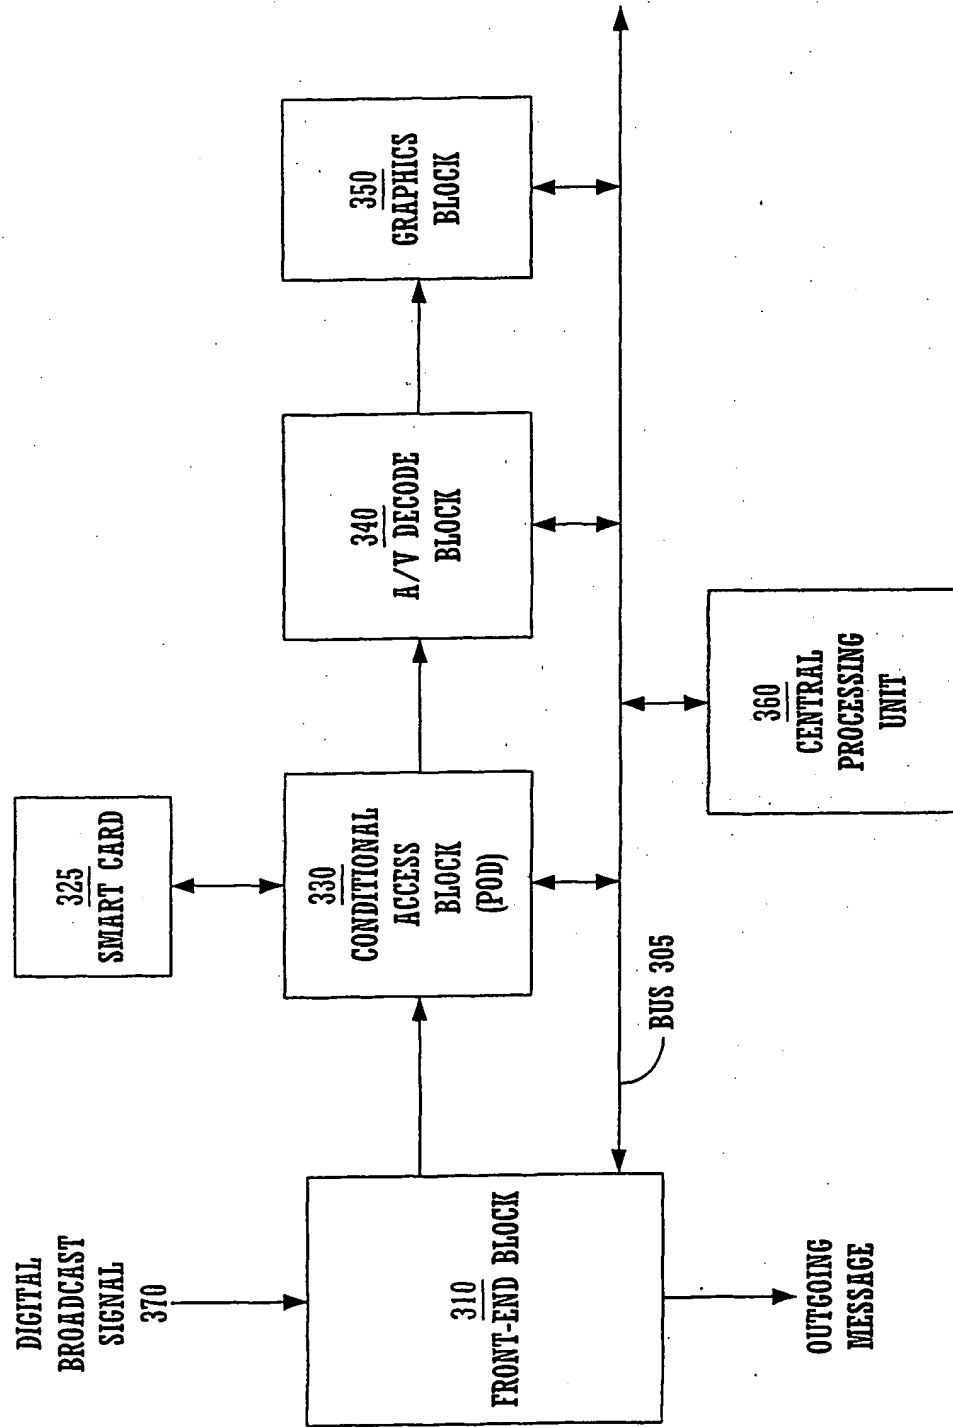 DIGITAL
BROADCAST
SIGNAL
370
310
FRONT-END BLOCK
OUTGOING
MESSAGE
325
SMART CARD
330
CONDITIONAL
ACCESS
BLOCK
(POD)
BUS 305
340
A/V DECODE
BLOCK
360
CENTRAL
PROCESSING
UNIT
350
GRAPHICS
BLOCK